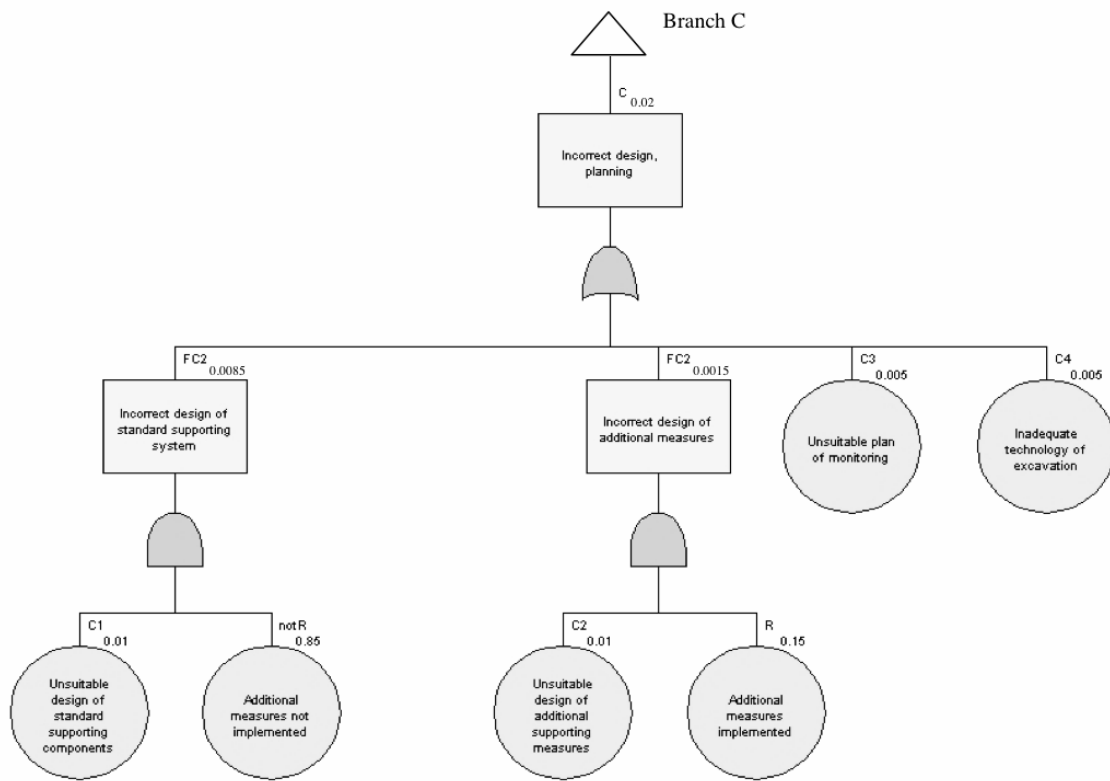 Branch C
C
0.02
Incorrect design,
planning
FC2
0.0085
Incorrect design of
standard supporting
system
FC2
0.0015
Incorrect design of
additional measures
C3
0.005
Unsuitable plan
of monitoring
C4
0.005
Inadequate
technology of
excavation
C1
0.01
Unsuitable
design of
standard
supporting
components
notR
0.85
Additional
measures not
implemented
C2
0.01
Unsuitable
design of
additional
supporting
measures
R
0.15
Additional
measures
implemented